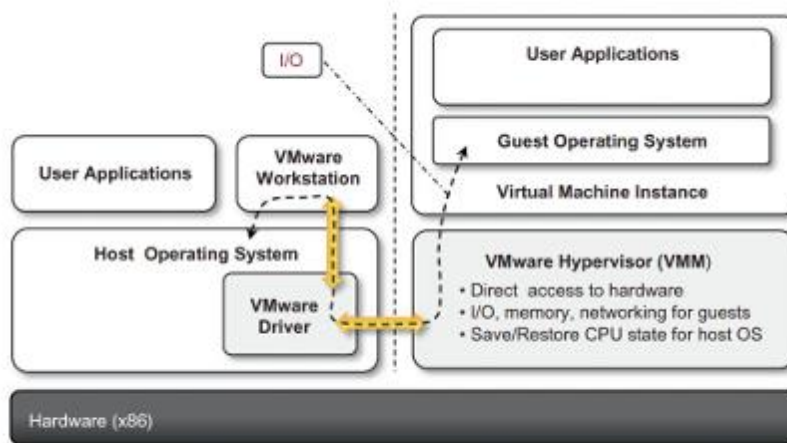 I/O
User Applications
VMware
Workstation
Host  Operating System
VMware
Driver
User Applications
Guest Operating System
Virtual Machine Instance
VMware Hypervisor (VMM)
• Direct  access to hardware
• I/O, memory, networking for guests
• Save/Restore CPU state for host OS
Hardware (x86)